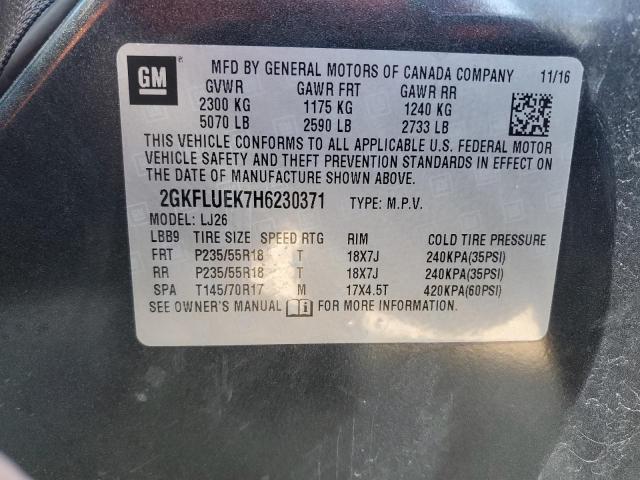 GM
MFD BY GENERAL MOTORS OF CANADA COMPANY 11/16
GVWR GAWR FRT GAWR RR
2300 KG 1175 KG 1240 KG
5070 LB 2590 LB 2733 LB
THIS VEHICLE CONFORMS TO ALL APPLICABLE U.S. FEDERAL MOTOR
VEHICLE SAFETY AND THEFT PREVENTION STANDARDS IN EFFECT ON
THE DATE OF MANUFACTURE SHOWN ABOVE.
2GKFLUEK7H6230371 TYPE: M.P.V.
MODEL: LJ26
LBB9 TIRE SIZE SPEED RTG RIM COLD TIRE PRESSURE
FRT P235/55R18 T 18X7J 240KPA(35PSI)
RR P235/55R18 T 18X7J 240KPA(35PSI)
SPA T145/70R17 M 17X4.5T 420KPA(60PSI)
SEE OWNER'S MANUAL FOR MORE INFORMATION